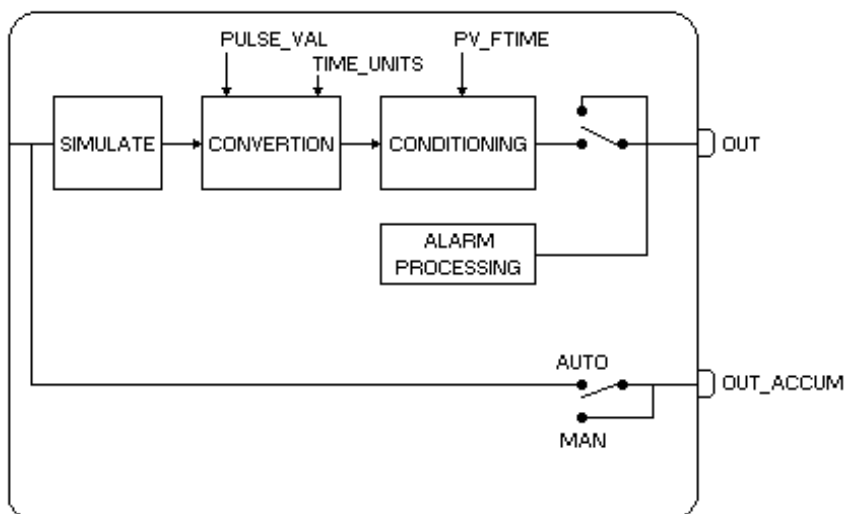 PULSE_VAL
PV_FTIME
TIME_UNITS
SIMULATE
CONVERTION
CONDITIONING
OUT
ALARM
PROCESSING
AUTO
OUT_ACCUM
MAN